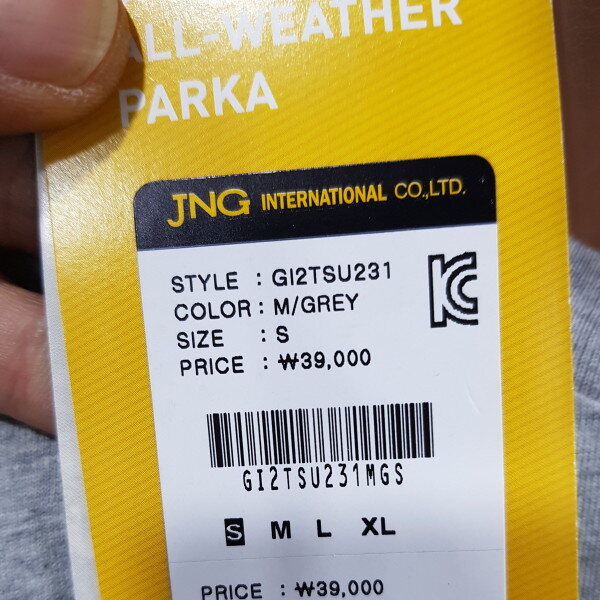 ALL-WEATHER
PARKA
JNG INTERNATIONAL CO.,LTD.
STYLE : GI2TSU231
COLOR : M/GREY
SIZE : S
PRICE : ₩39,000
GI2TSU231MGS
S M L XL
PRICE : ₩39,000